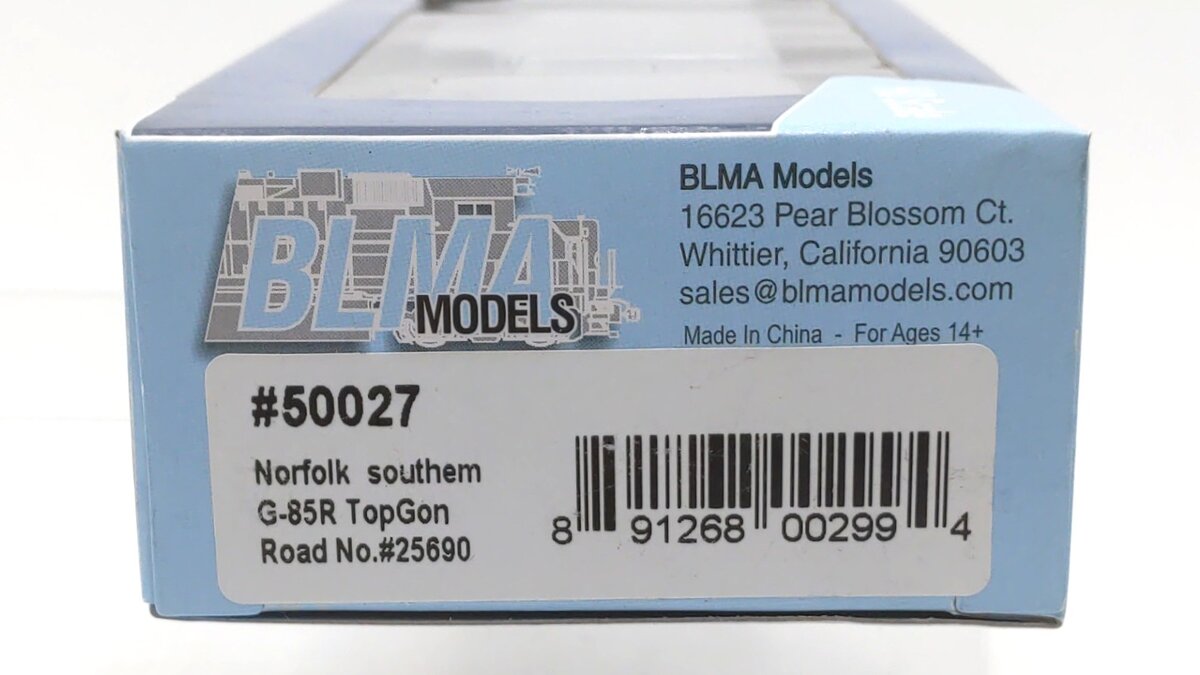 BLMA
MODELS
BLMA Models
16623 Pear Blossom Ct.
Whittier, California 90603
sales@blmamodels.com
Made In China - For Ages 14+
#50027
Norfolk southem
G-85R TopGon
Road No.#25690
8 91268 00299 4